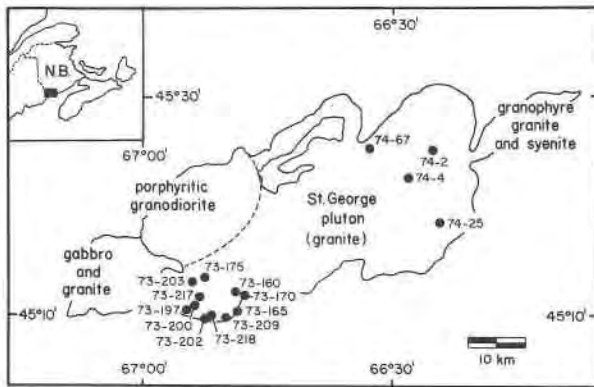 66°30'
N.B.
45°30'
67°00'
granophyre
granite
and syenite
74-67
74-2
74-4
porphyritic
granodiorite
St. George
pluton
(granite)
74-25
gabbro
and
granite
73-175
73-203
73-160
73-217
73-170
73-197
73-165
73-200
73-209
73-202
73-218
45°10'
45°10'
10 km
67°00'
66°30'